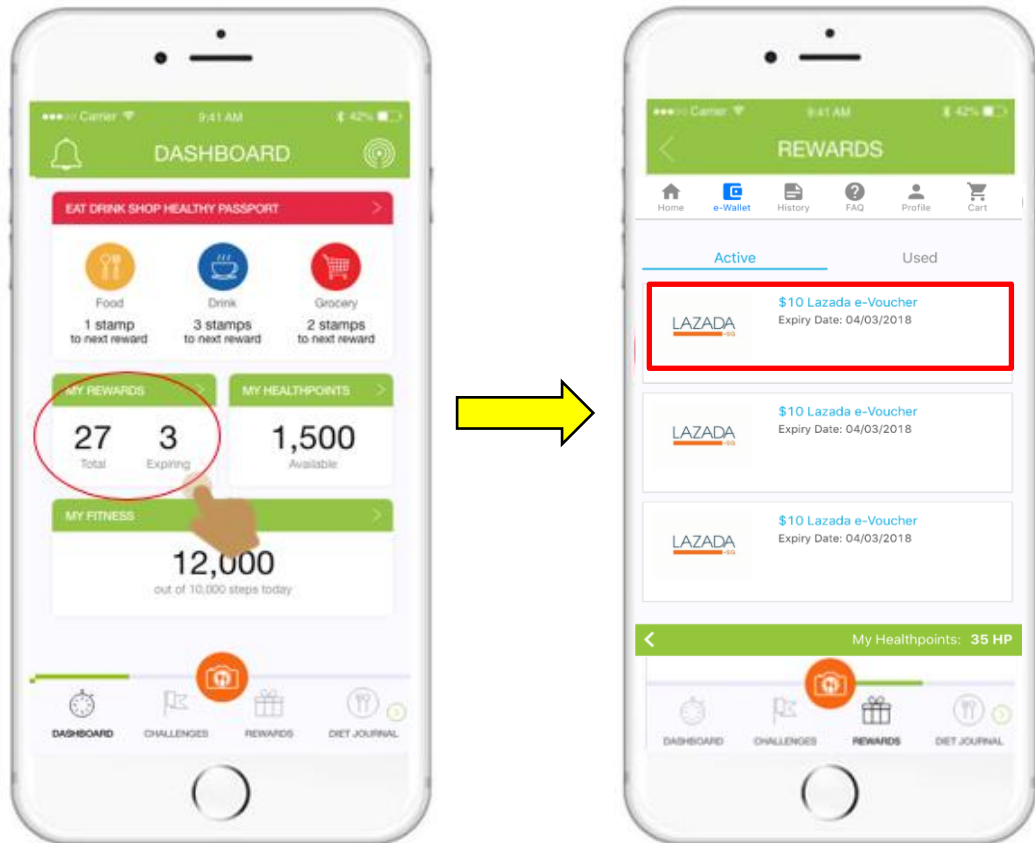 Carrier 9:41 AM 42%
DASHBOARD
EAT DRINK SHOP HEALTHY PASSPORT
Food Drink Grocery
1 stamp 3 stamps 2 stamps
to next reward to next reward to next reward
MY REWARDS MY HEALTHPOINTS
27 3 1,500
Total Expiring Available
MY FITNESS
12,000
out of 10,000 steps today
DASHBOARD CHALLENGES REWARDS DIET JOURNAL
Carrier 9:41 AM 42%
REWARDS
Home e-Wallet History FAQ Profile Cart
Active Used
LAZADA
.SG
$10 Lazada e-Voucher
Expiry Date: 04/03/2018
LAZADA
.SG
$10 Lazada e-Voucher
Expiry Date: 04/03/2018
LAZADA
.SG
$10 Lazada e-Voucher
Expiry Date: 04/03/2018
My Healthpoints: 35 HP
DASHBOARD CHALLENGES REWARDS DIET JOURNAL